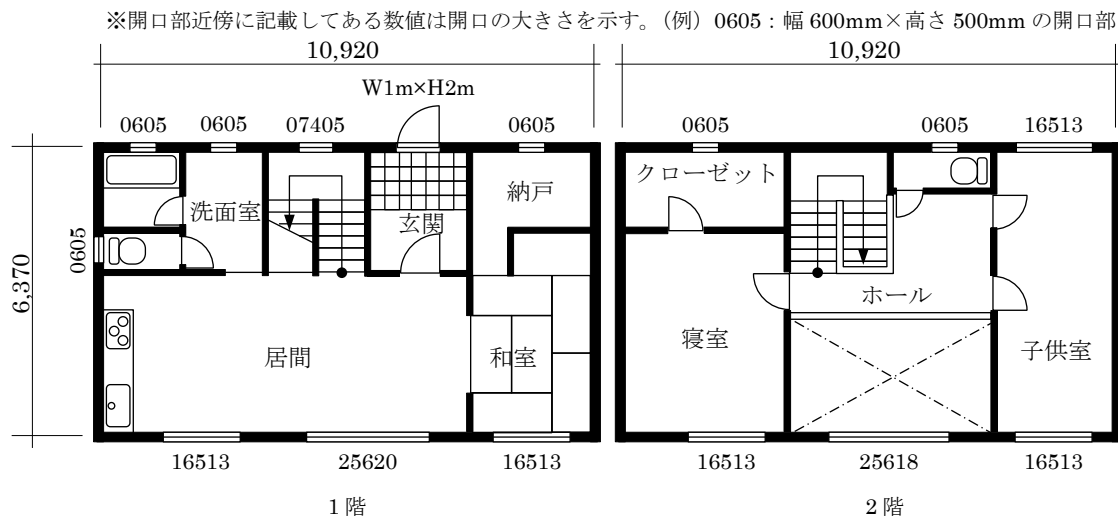 ※開口部近傍に記載してある数値は開口の大きさを示す。（例）0605：幅 600mm×高さ 500mm の開口部
10,920
10,920
W1m×H2m
0605
0605
07405
0605
0605
0605
16513
6,370
0605
洗面室
玄関
納戸
クローゼット
居間
和室
寝室
ホール
子供室
16513
25620
16513
16513
25618
16513
1 階
2 階